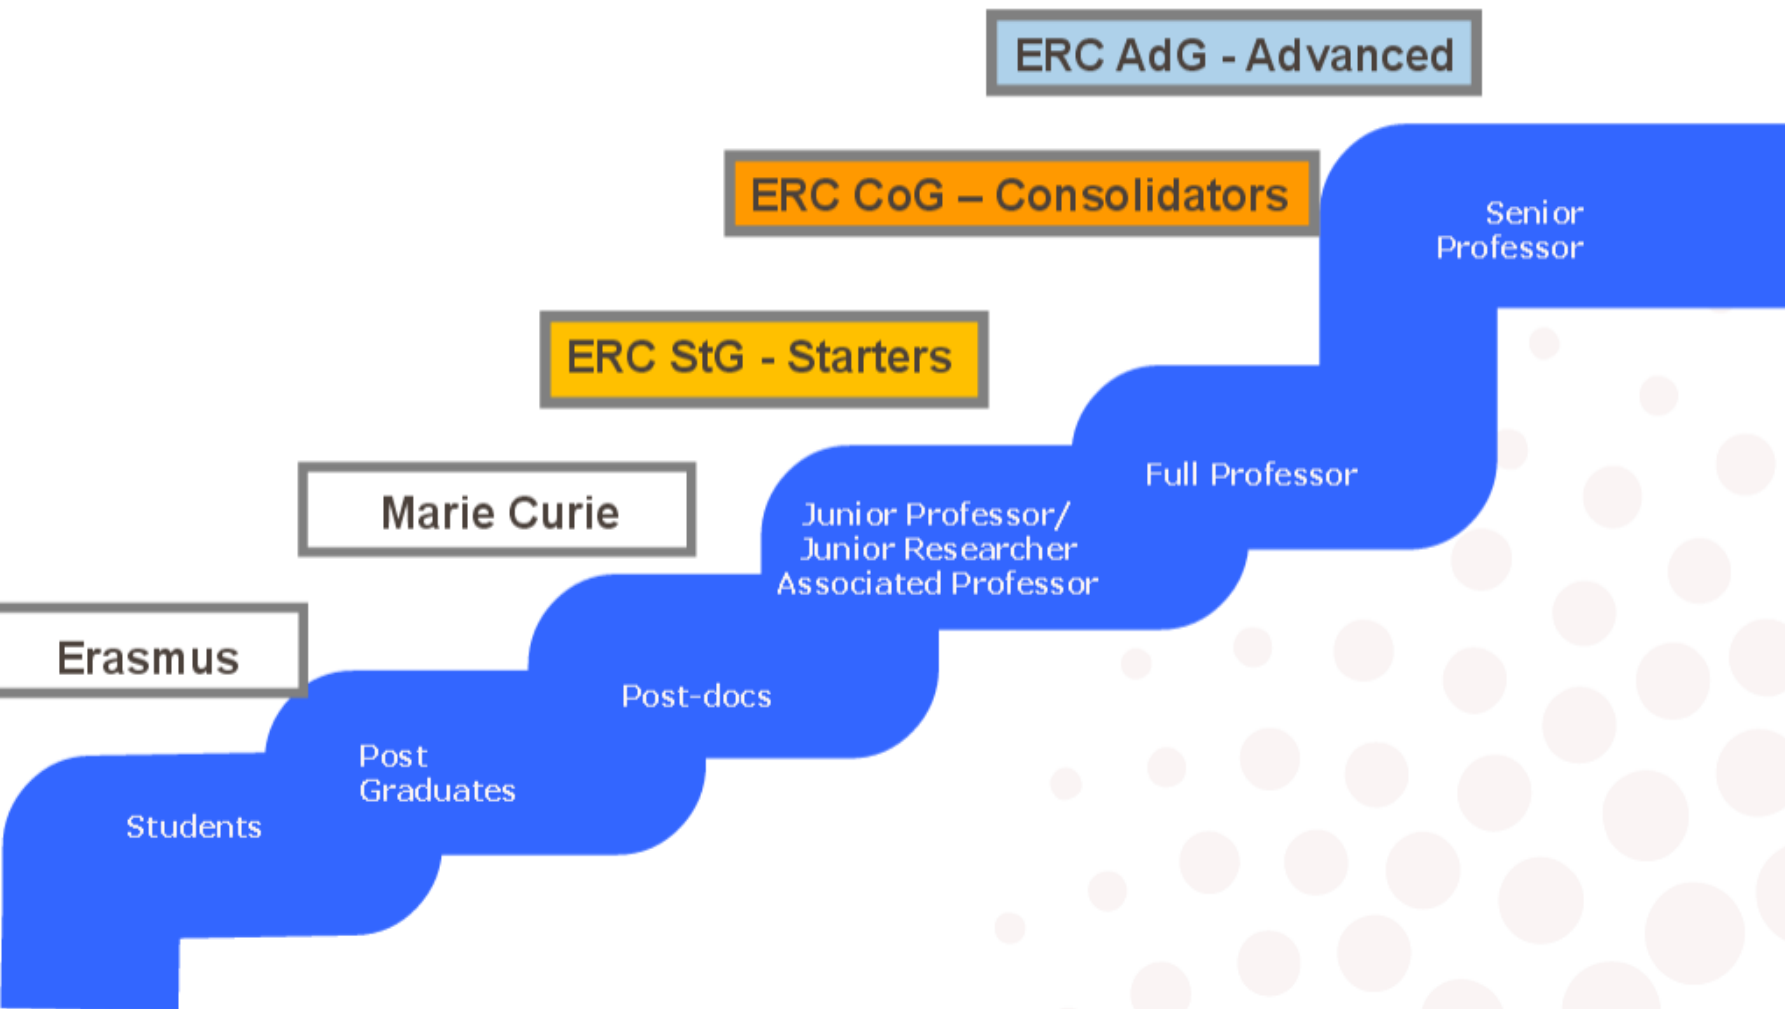 ERC AdG - Advanced
ERC CoG – Consolidators
Senior
Professor
ERC StG - Starters
Full Professor
Marie Curie
Junior Professor/
Junior Researcher
Associated Professor
Erasmus
Post-docs
Post
Graduates
Students